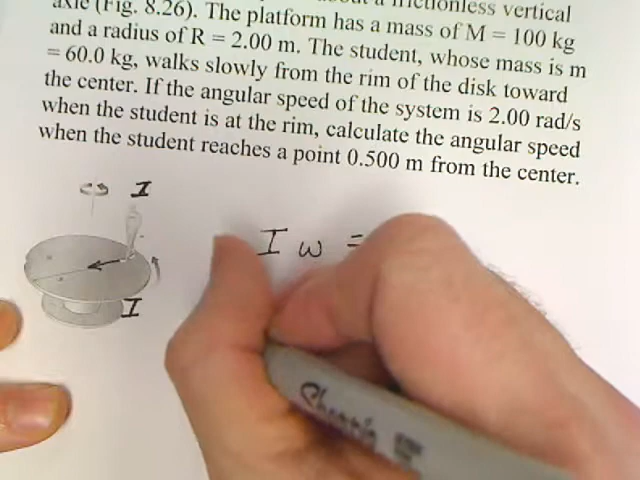 axle (Fig. 8.26). The platform has a mass of M = 100 kg
and a radius of R = 2.00 m. The student, whose mass is m
= 60.0 kg, walks slowly from the rim of the disk toward
the center. If the angular speed of the system is 2.00 rad/s
when the student is at the rim, calculate the angular speed
when the student reaches a point 0.500 m from the center.
I
I ω =
I
Sharpie